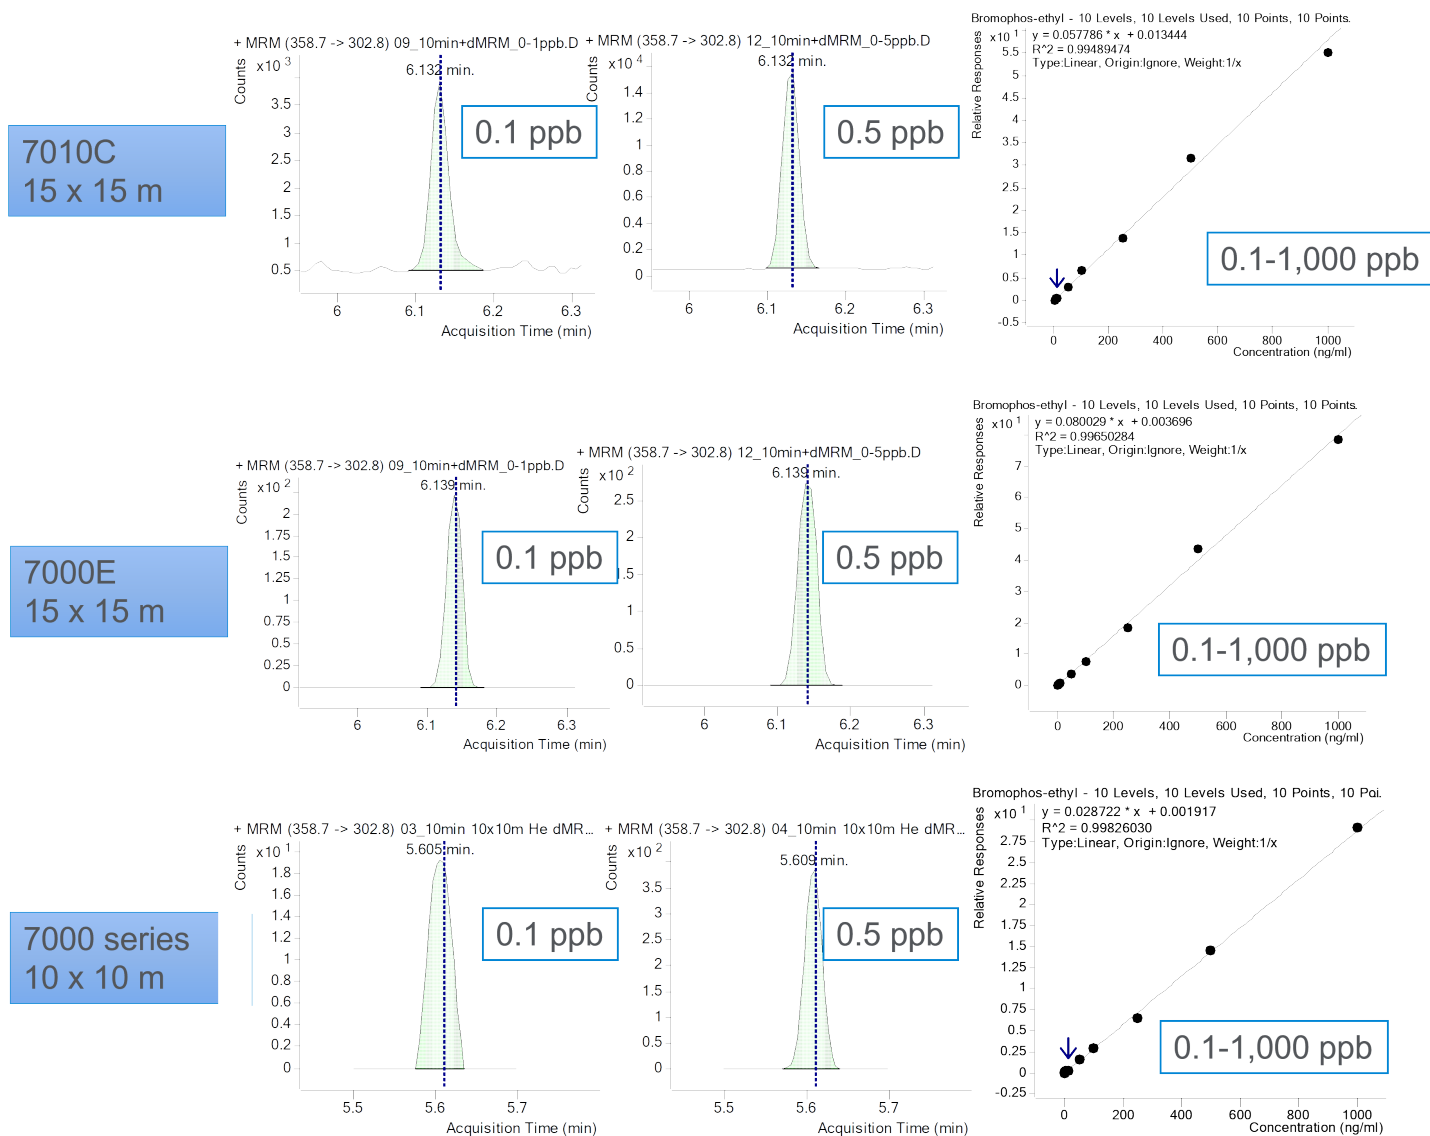 7010C
15 x 15 m
+ MRM (358.7 -> 302.8) 09_10min+dMRM_0-1ppb.D
Counts
x10 3
6.132 min.
3.5
3
2.5
2
1.5
1
0.5
0.1 ppb
6
6.1
6.2
6.3
Acquisition Time (min)
+ MRM (358.7 -> 302.8) 12_10min+dMRM_0-5ppb.D
Counts
x10 4
6.132 min.
1.4
1.2
1
0.8
0.6
0.4
0.2
0
0.5 ppb
6
6.1
6.2
6.3
Acquisition Time (min)
Bromophos-ethyl - 10 Levels, 10 Levels Used, 10 Points, 10 Points.
Relative Responses
x10 1
y = 0.057786 * x + 0.013444
R^2 = 0.99489474
Type:Linear, Origin:Ignore, Weight:1/x
5.5
5
4.5
4
3.5
3
2.5
2
1.5
1
0.5
0
-0.5
0.1-1,000 ppb
0
200
400
600
800
1000
Concentration (ng/ml)
7000E
15 x 15 m
+ MRM (358.7 -> 302.8) 09_10min+dMRM_0-1ppb.D
Counts
x10 2
6.139 min.
2
1.75
1.5
1.25
1
0.75
0.5
0.25
0
0.1 ppb
6
6.1
6.2
6.3
Acquisition Time (min)
+ MRM (358.7 -> 302.8) 12_10min+dMRM_0-5ppb.D
Counts
x10 2
6.139 min.
2.5
2
1.5
1
0.5
0
0.5 ppb
6
6.1
6.2
6.3
Acquisition Time (min)
Bromophos-ethyl - 10 Levels, 10 Levels Used, 10 Points, 10 Points.
Relative Responses
x10 1
y = 0.080029 * x + 0.003696
R^2 = 0.99650284
Type:Linear, Origin:Ignore, Weight:1/x
7
6
5
4
3
2
1
0
0.1-1,000 ppb
0
200
400
600
800
1000
Concentration (ng/ml)
7000 series
10 x 10 m
+ MRM (358.7 -> 302.8) 03_10min 10x10m He dMR...
Counts
x10 1
5.605 min.
1.8
1.6
1.4
1.2
1
0.8
0.6
0.4
0.2
0
0.1 ppb
5.5
5.6
5.7
Acquisition Time (min)
+ MRM (358.7 -> 302.8) 04_10min 10x10m He dMR...
Counts
x10 2
5.609 min.
3.5
3
2.5
2
1.5
1
0.5
0
0.5 ppb
5.5
5.6
5.7
Acquisition Time (min)
Bromophos-ethyl - 10 Levels, 10 Levels Used, 10 Points, 10 Poi.
Relative Responses
x10 1
y = 0.028722 * x + 0.001917
R^2 = 0.99826030
Type:Linear, Origin:Ignore, Weight:1/x
2.75
2.5
2.25
2
1.75
1.5
1.25
1
0.75
0.5
0.25
0
-0.25
0.1-1,000 ppb
0
200
400
600
800
1000
Concentration (ng/ml)